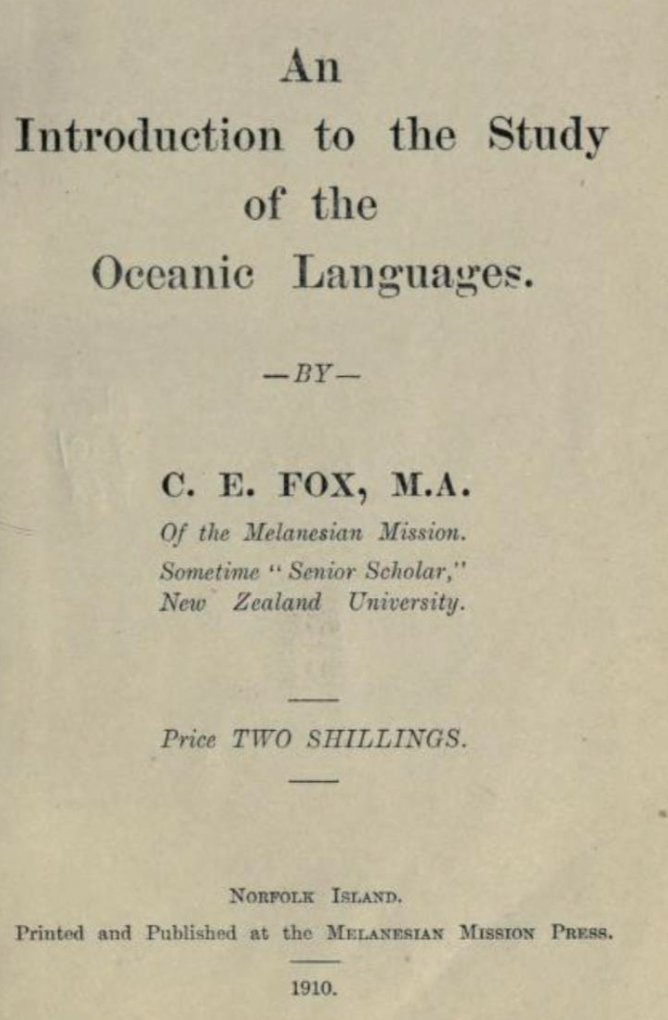 An
Introduction to the Study
of the
Oceanic Languages.
—BY—
C. E. FOX, M.A.
Of the Melanesian Mission.
Sometime “ Senior Scholar,”
New Zealand University.
Price TWO SHILLINGS.
Norfolk Island.
Printed and Published at the Melanesian Mission Press.
1910.